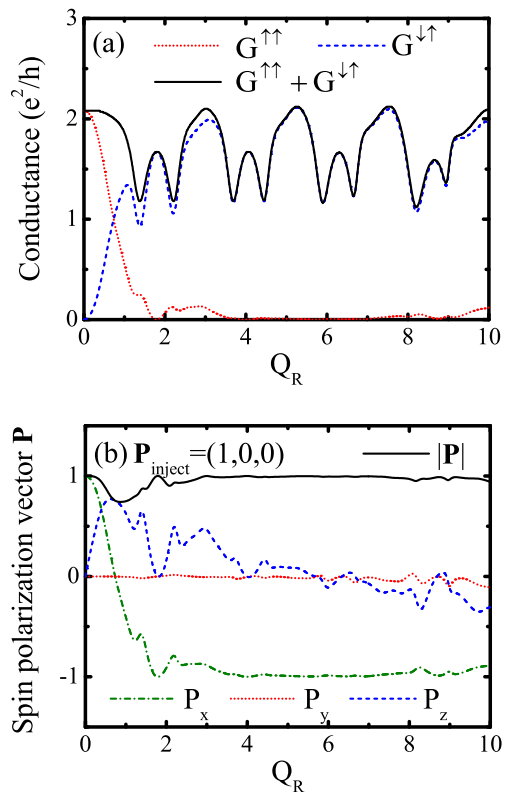 (a) G↑↑ G↓↑
G↑↑ + G↓↑
Conductance (e²/h)
3
2
1
0
0 2 4 6 8 10
Q_R
(b) P_inject=(1,0,0) |P|
Spin polarization vector P
1
0
-1
P_x P_y P_z
0 2 4 6 8 10
Q_R